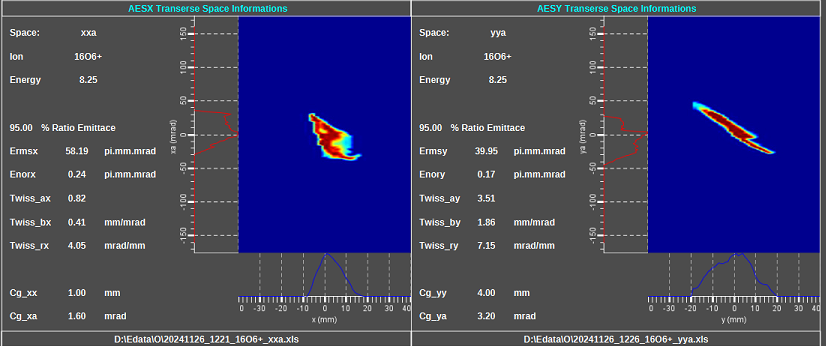 AESX Transerse Space Informations
Space: xxa
Ion 16O6+
Energy 8.25
95.00 % Ratio Emittace
Ermsx 58.19 pi.mm.mrad
Enorx 0.24 pi.mm.mrad
Twiss_ax 0.82
Twiss_bx 0.41 mm/mrad
Twiss_rx 4.05 mrad/mm
Cg_xx 1.00 mm
Cg_xa 1.60 mrad
xa (mrad)
150
100
50
0
-50
-100
-150
-30 -20 -10 0 10 20 30 40
x (mm)
D:\Edata\O\20241126_1221_16O6+_xxa.xls
AESY Transerse Space Informations
Space: yya
Ion 16O6+
Energy 8.25
95.00 % Ratio Emittace
Ermsy 39.95 pi.mm.mrad
Enory 0.17 pi.mm.mrad
Twiss_ay 3.51
Twiss_by 1.86 mm/mrad
Twiss_ry 7.15 mrad/mm
Cg_yy 4.00 mm
Cg_ya 3.20 mrad
ya (mrad)
150
100
50
0
-50
-100
-150
-30 -20 -10 0 10 20 30 40
y (mm)
D:\Edata\O\20241126_1226_16O6+_yya.xls